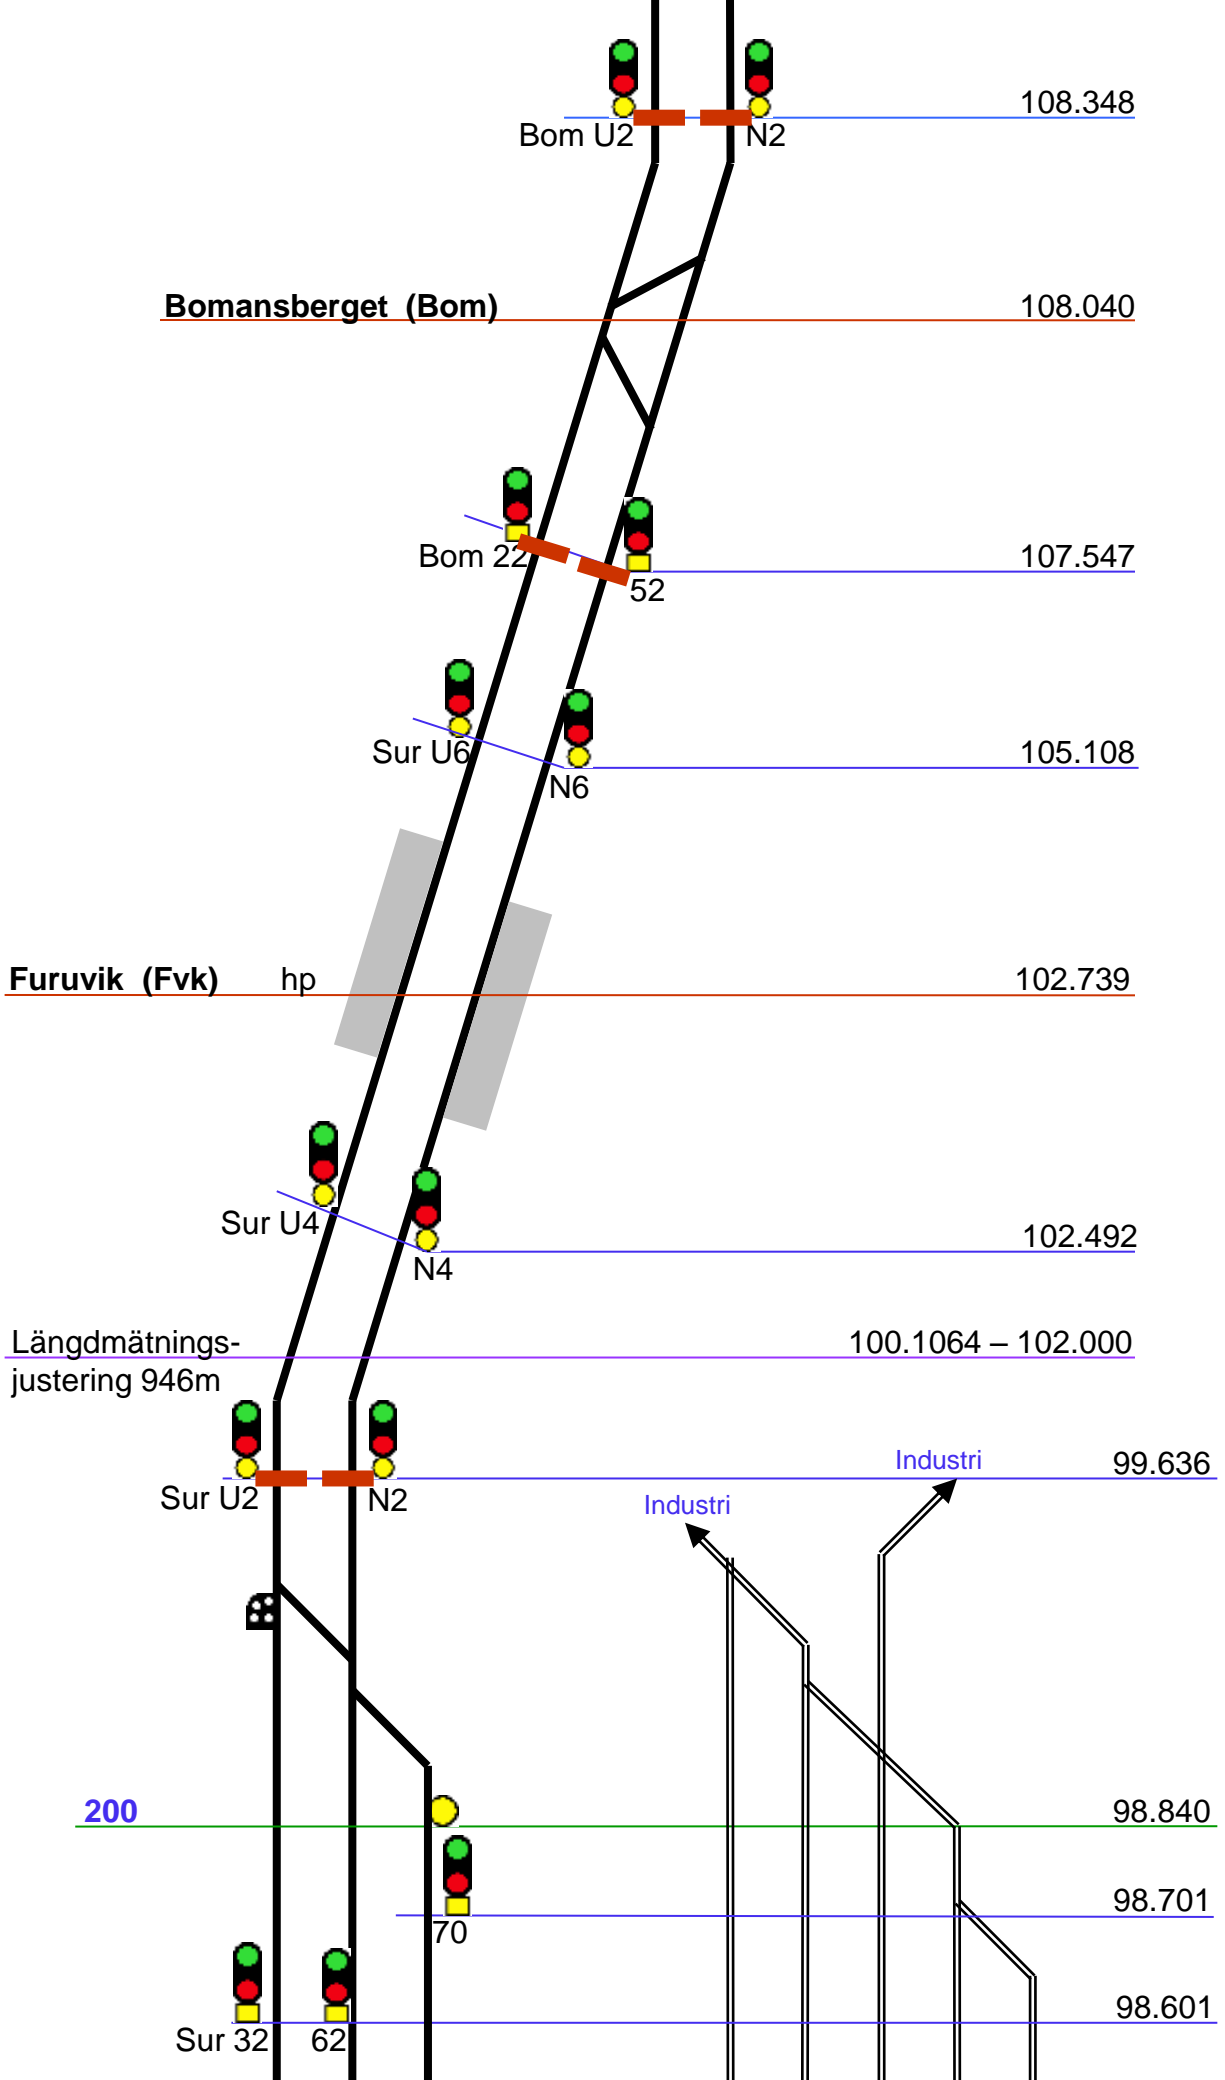 108.348
Bom U2 N2
Bomansberget (Bom) 108.040
Bom 22 107.547
52
Sur U6 105.108
N6
Furuvik (Fvk) hp 102.739
Sur U4 102.492
N4
Längdmätnings- 100.1064 – 102.000
justering 946m
Industri 99.636
Sur U2 N2 Industri
200 98.840
98.701
70
98.601
Sur 32 62